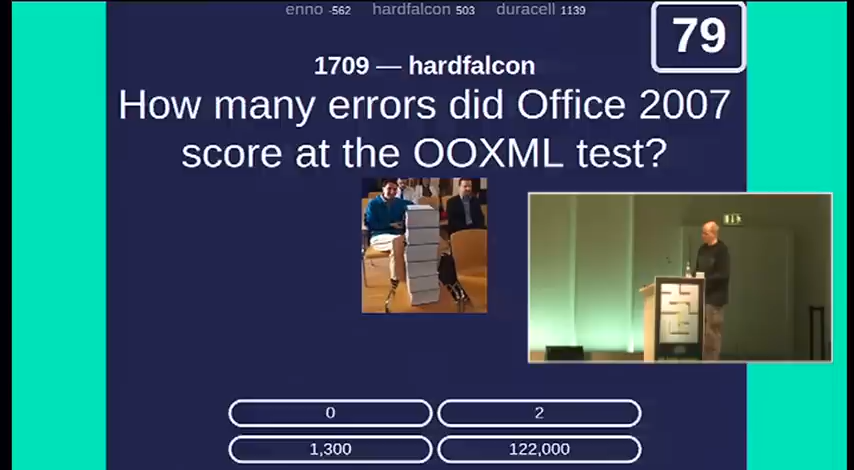 enno -562 hardfalcon 503 duracell 1139
79
1709 — hardfalcon
How many errors did Office 2007
score at the OOXML test?
0 2
1,300 122,000